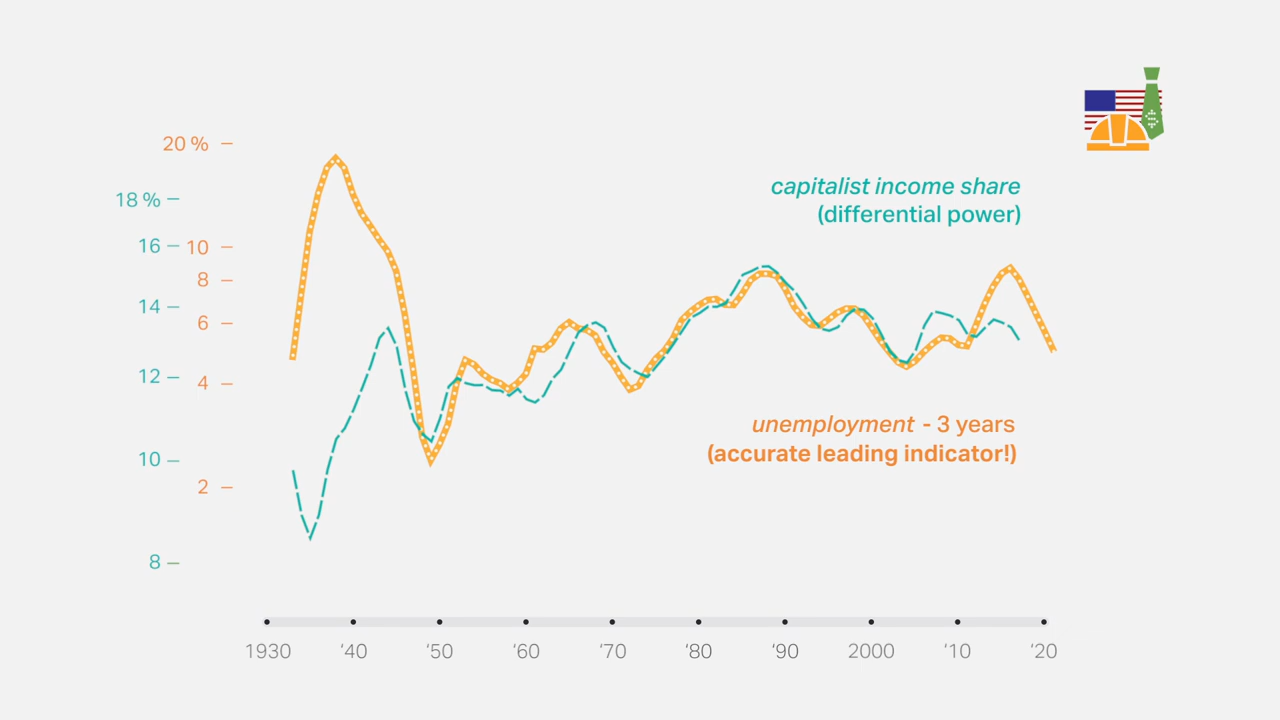 20 %
18 %
16
10
8
14
6
12
4
10
2
8
capitalist income share
(differential power)
unemployment - 3 years
(accurate leading indicator!)
1930 '40 '50 '60 '70 '80 '90 2000 '10 '20
$